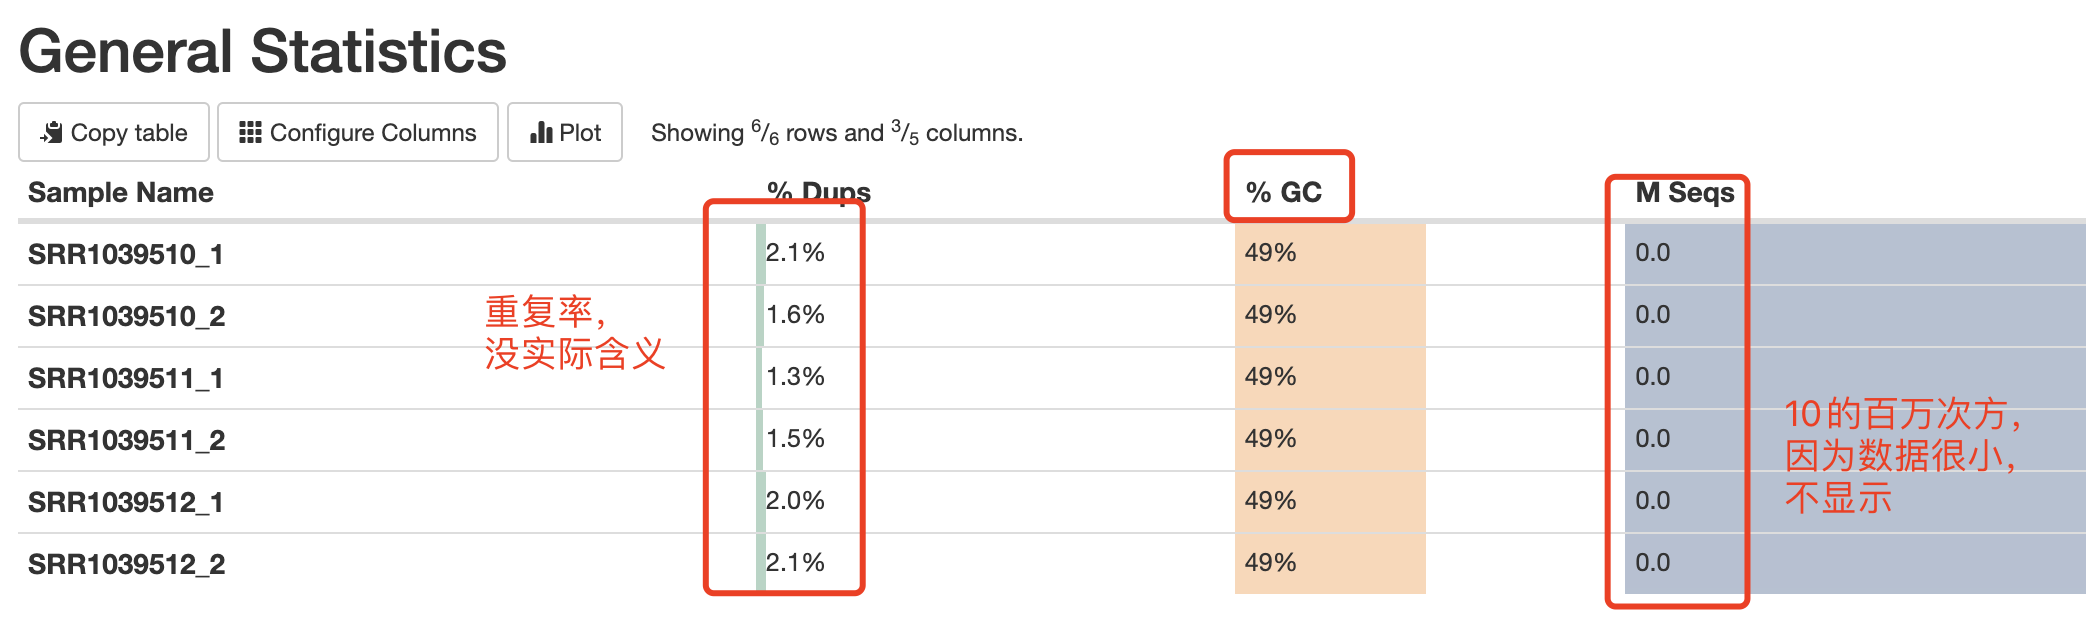 General Statistics
Copy table
Configure Columns
Plot
Showing 6/6 rows and 3/5 columns.
Sample Name % Dups % GC M Seqs
SRR1039510_1 2.1% 49% 0.0
SRR1039510_2 1.6% 49% 0.0
SRR1039511_1 1.3% 49% 0.0
SRR1039511_2 1.5% 49% 0.0
SRR1039512_1 2.0% 49% 0.0
SRR1039512_2 2.1% 49% 0.0
重复率，
没实际含义
10的百万次方，
因为数据很小，
不显示